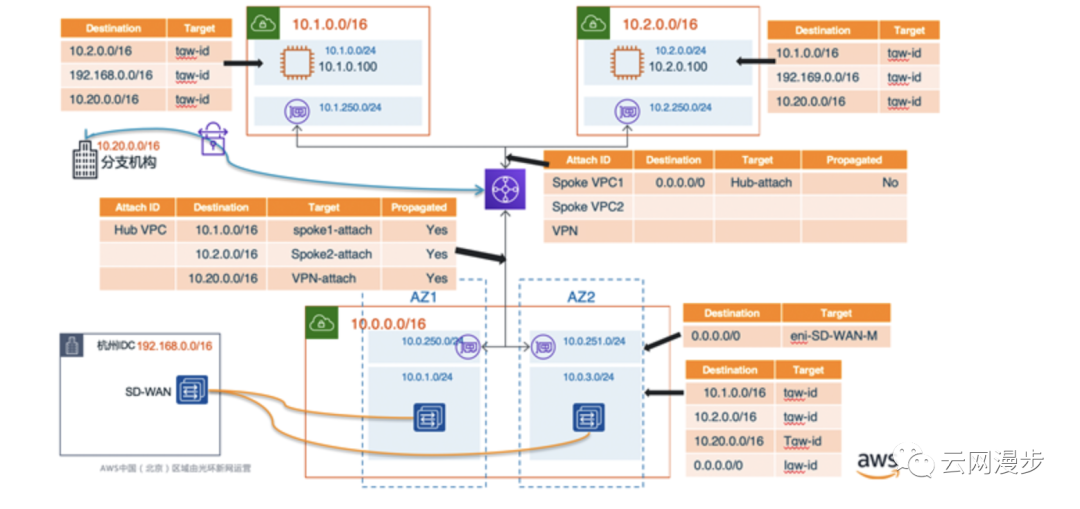 Destination Target
10.2.0.0/16 tgw-id
192.168.0.0/16 tgw-id
10.20.0.0/16 tgw-id
10.1.0.0/16
10.1.0.0/24
10.1.0.100
10.1.250.0/24
10.2.0.0/16
10.2.0.0/24
10.2.0.100
10.2.250.0/24
Destination Target
10.1.0.0/16 tgw-id
192.169.0.0/16 tgw-id
10.20.0.0/16 tgw-id
10.20.0.0/16
分支机构
Attach ID Destination Target Propagated
Spoke VPC1 0.0.0.0/0 Hub-attach No
Spoke VPC2
VPN
Attach ID Destination Target Propagated
Hub VPC 10.1.0.0/16 spoke1-attach Yes
10.2.0.0/16 Spoke2-attach Yes
10.20.0.0/16 VPN-attach Yes
AZ1
AZ2
10.0.0.0/16
10.0.250.0/24
10.0.251.0/24
10.0.1.0/24
10.0.3.0/24
Destination Target
0.0.0.0/0 eni-SD-WAN-M
Destination Target
10.1.0.0/16 tgw-id
10.2.0.0/16 tgw-id
10.20.0.0/16 Tgw-id
0.0.0.0/0 Igw-id
杭州IDC 192.168.0.0/16
SD-WAN
AWS中国（北京）区域由光环新网运营
aws
云网漫步